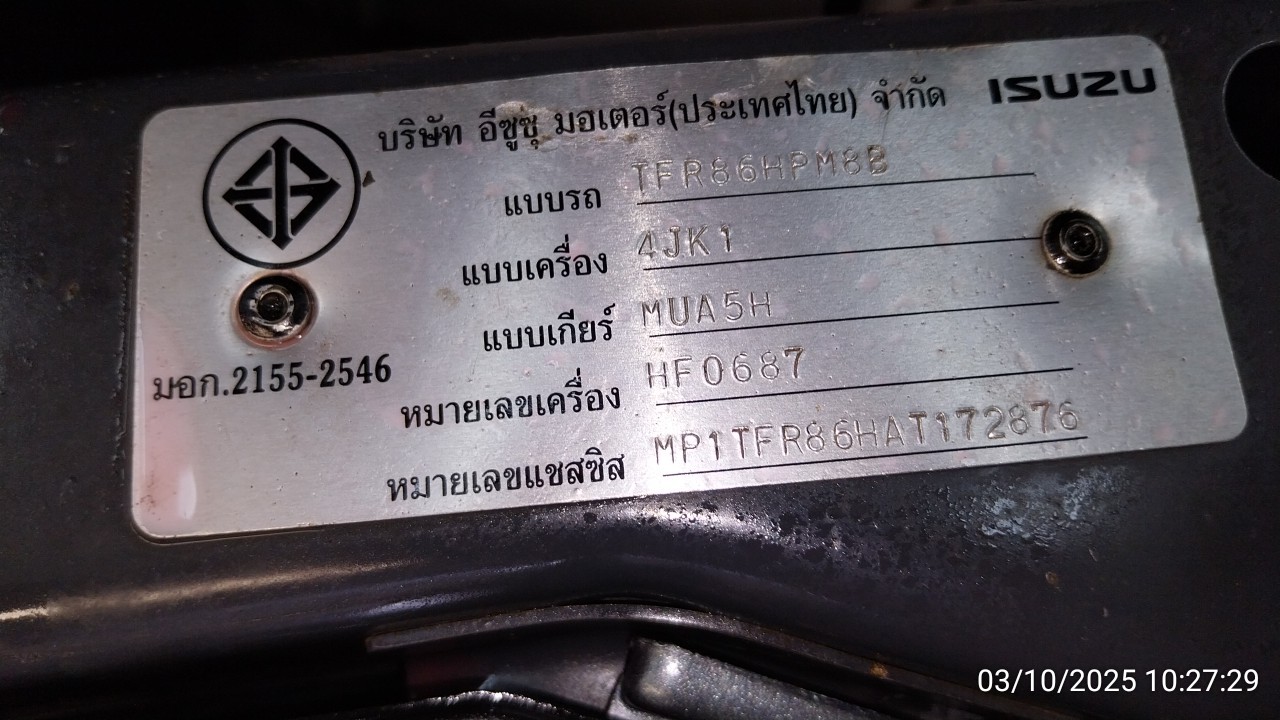 บริษัท อีซูซุ มอเตอร์(ประเทศไทย) จำกัด ISUZU
แบบรถ TFR86HPM8B
แบบเครื่อง 4JK1
แบบเกียร์ MUA5H
มอก.2155-2546
หมายเลขเครื่อง HF0687
หมายเลขแชสซิส MP1TFR86HAT172876
03/10/2025 10:27:29